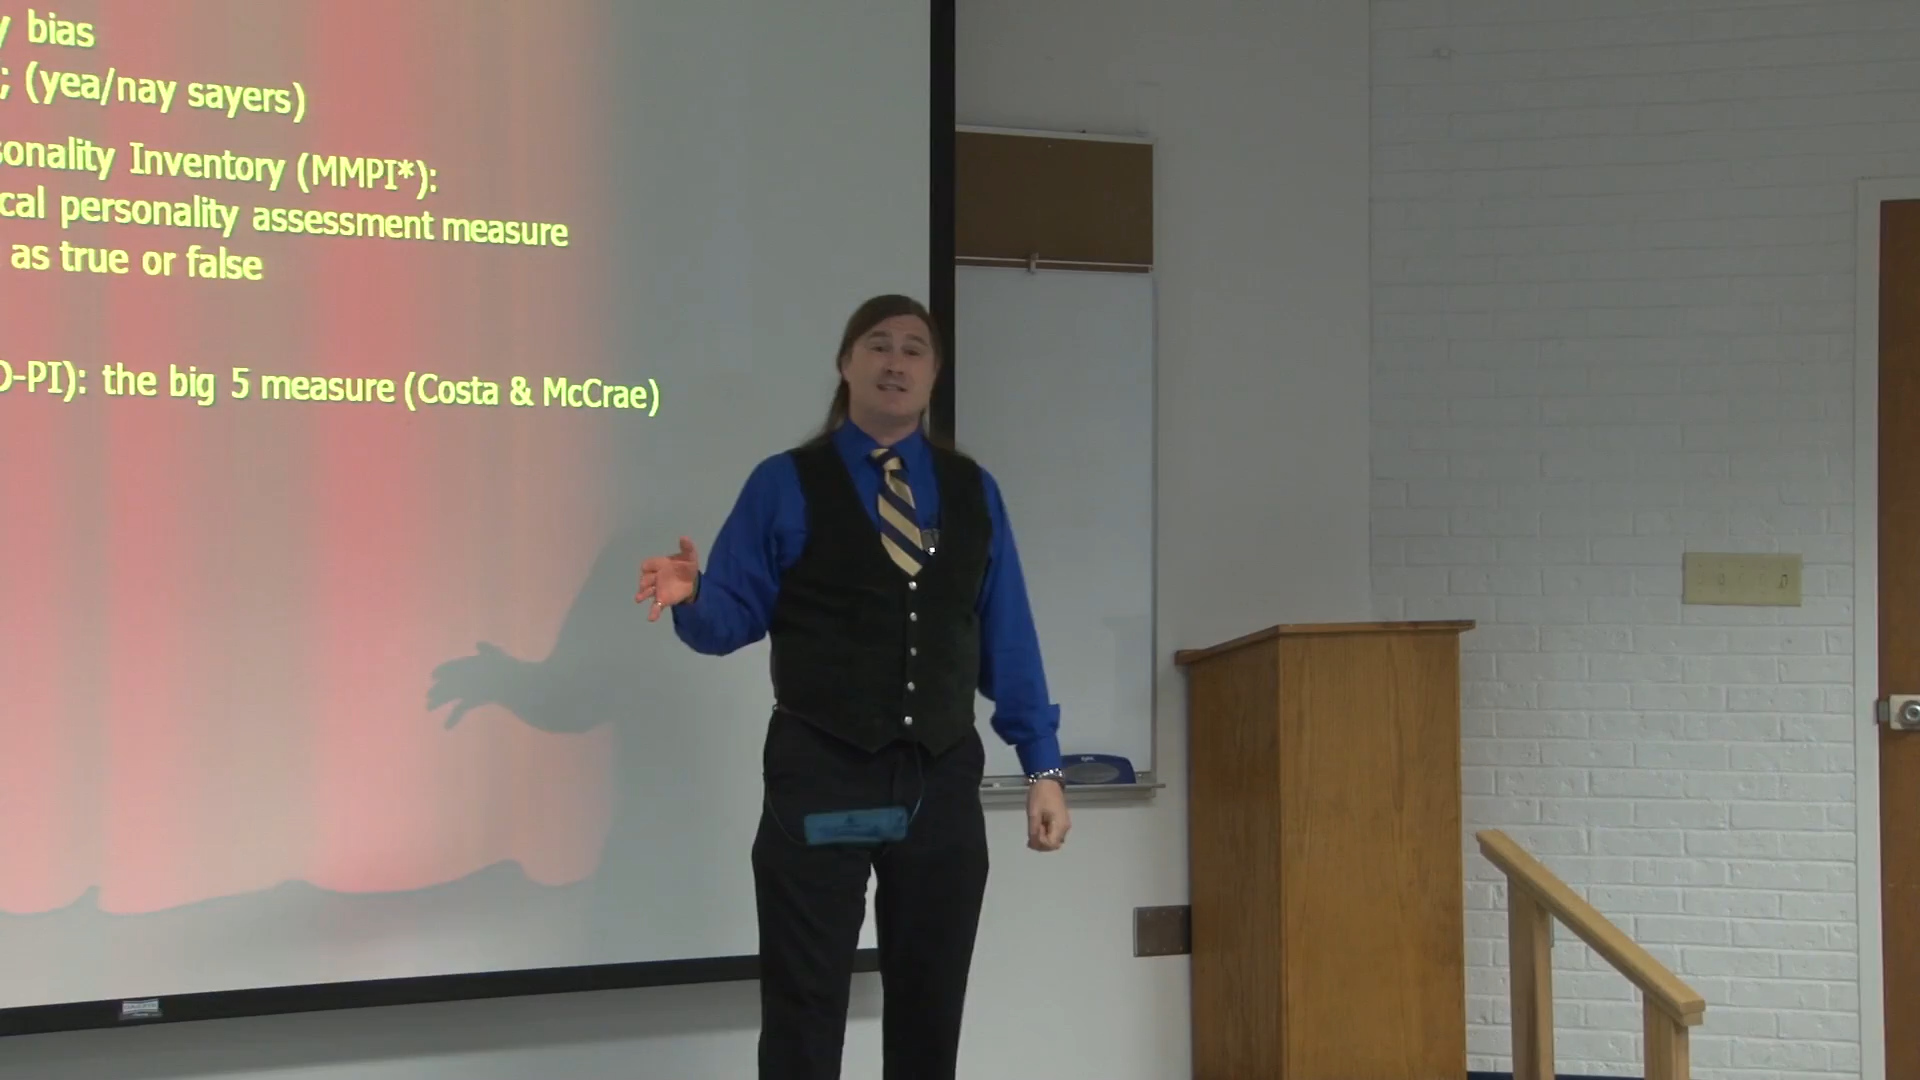 y bias
; (yea/nay sayers)
sonality Inventory (MMPI*):
cal personality assessment measure
as true or false
O-PI): the big 5 measure (Costa & McCrae)